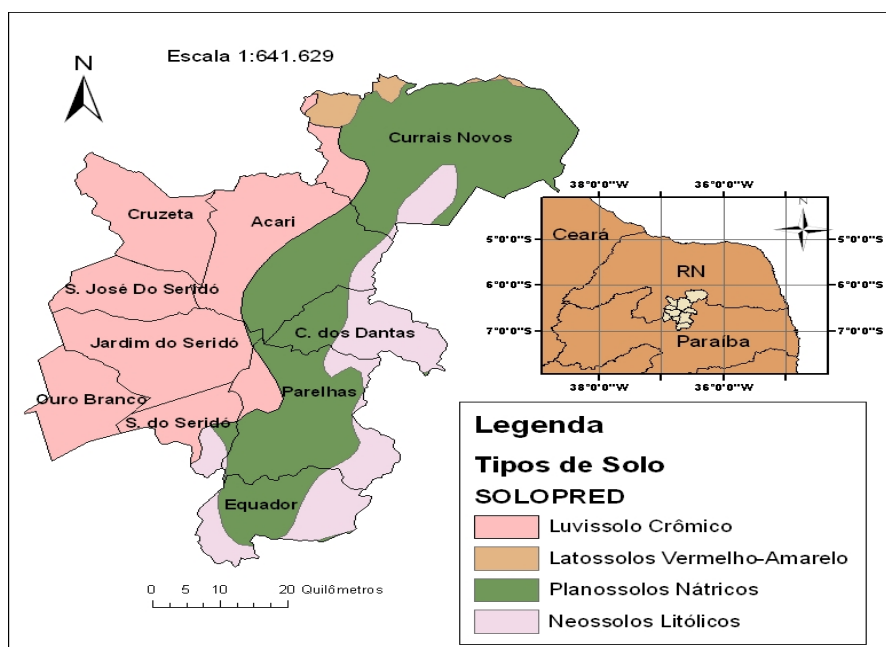 Escala 1:641.629
N
Currais Novos
Cruzeta
Acari
S. José Do Seridó
C. dos Dantas
Jardim do Seridó
Parelhas
Ouro Branco
S. do Seridó
Equador
0 5 10 20 Quilômetros
38°0'0"W 36°0'0"W
Ceará
5°0'0"S 5°0'0"S
RN
6°0'0"S 6°0'0"S
7°0'0"S 7°0'0"S
Paraíba
38°0'0"W 36°0'0"W
Legenda
Tipos de Solo
SOLOPRED
Luvissolo Crômico
Latossolos Vermelho-Amarelo
Planossolos Nátricos
Neossolos Litólicos